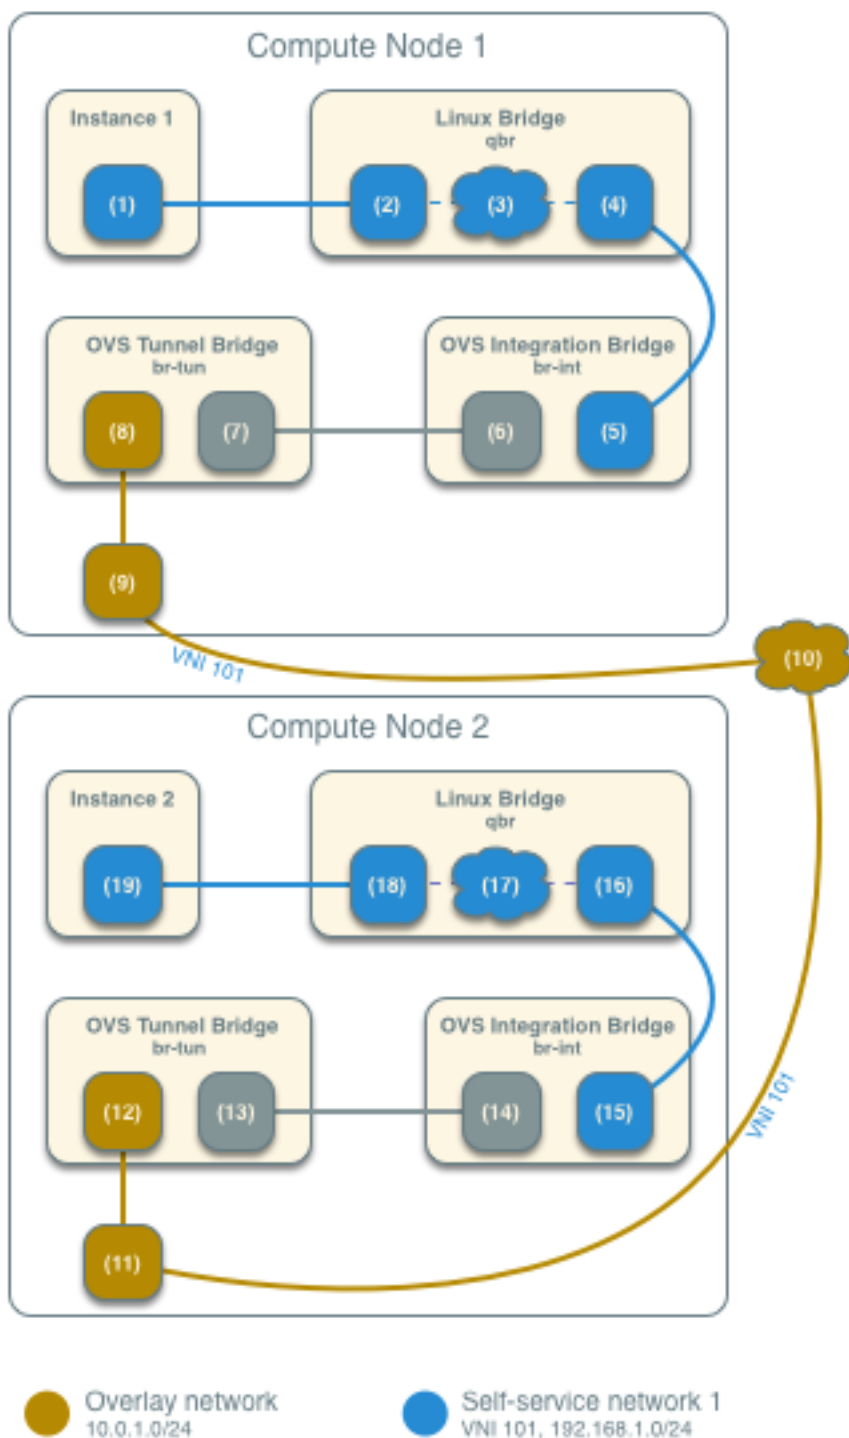 Compute Node 1
Instance 1
Linux Bridge
qbr
(1)
(2)
(3)
(4)
OVS Tunnel Bridge
br-tun
OVS Integration Bridge
br-int
(8)
(7)
(6)
(5)
(9)
VNI 101
(10)
Compute Node 2
Instance 2
Linux Bridge
qbr
(19)
(18)
(17)
(16)
OVS Tunnel Bridge
br-tun
OVS Integration Bridge
br-int
(12)
(13)
(14)
(15)
VNI 101
(11)
Overlay network
10.0.1.0/24
Self-service network 1
VNI 101, 192.168.1.0/24